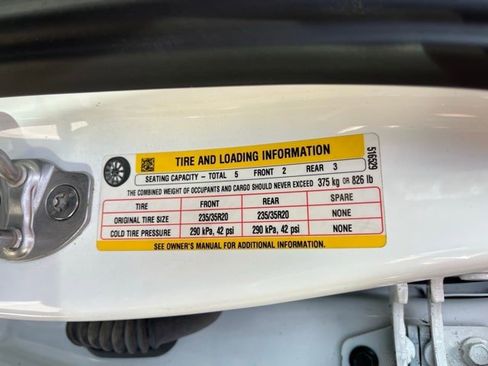 TIRE AND LOADING INFORMATION
SEATING CAPACITY - TOTAL 5 FRONT 2 REAR 3
THE COMBINED WEIGHT OF OCCUPANTS AND CARGO SHOULD NEVER EXCEED 375 kg OR 826 lb
TIRE FRONT REAR SPARE
ORIGINAL TIRE SIZE 235/35R20 235/35R20 NONE
COLD TIRE PRESSURE 290 kPa, 42 psi 290 kPa, 42 psi NONE
SEE OWNER'S MANUAL FOR ADDITIONAL INFORMATION.
516529